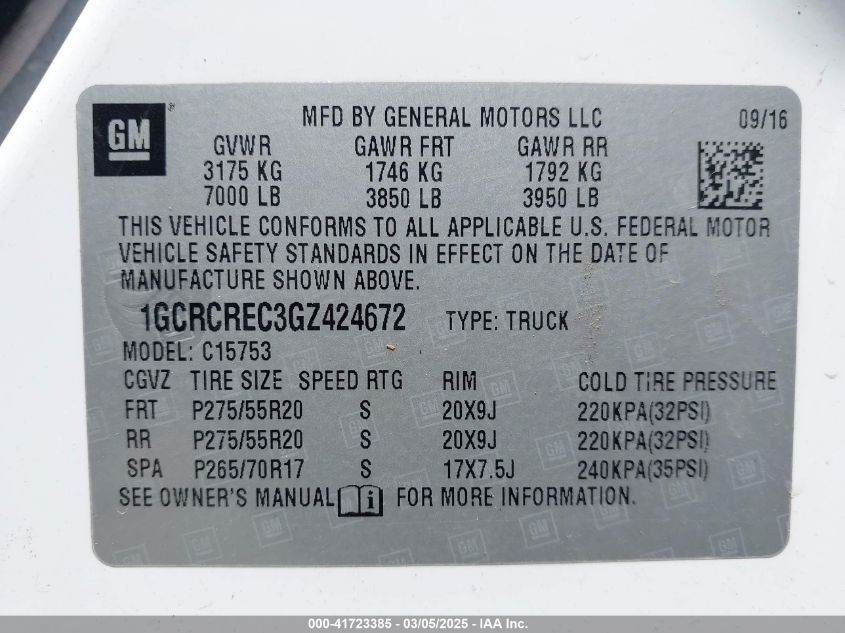 GM ®
MFD BY GENERAL MOTORS LLC 09/16
GVWR GAWR FRT GAWR RR
3175 KG 1746 KG 1792 KG
7000 LB 3850 LB 3950 LB
THIS VEHICLE CONFORMS TO ALL APPLICABLE U.S. FEDERAL MOTOR
VEHICLE SAFETY STANDARDS IN EFFECT ON THE DATE OF
MANUFACTURE SHOWN ABOVE.
1GCRCREC3GZ424672 TYPE: TRUCK
MODEL: C15753
CGVZ TIRE SIZE SPEED RTG RIM COLD TIRE PRESSURE
FRT P275/55R20 S 20X9J 220KPA(32PSI)
RR P275/55R20 S 20X9J 220KPA(32PSI)
SPA P265/70R17 S 17X7.5J 240KPA(35PSI)
SEE OWNER'S MANUAL i FOR MORE INFORMATION.
000-41723385 - 03/05/2025 - IAA Inc.